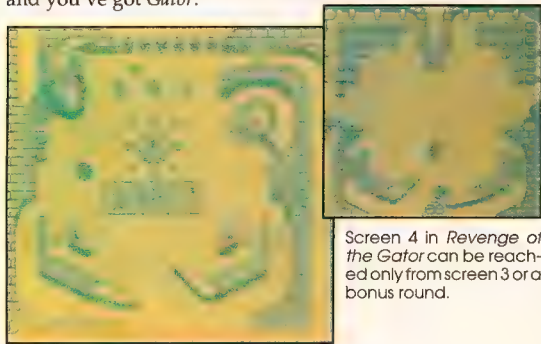 and you've got Gator.
Screen 4 in Revenge of
the Gator can be reach-
ed only from screen 3 or a
bonus round.